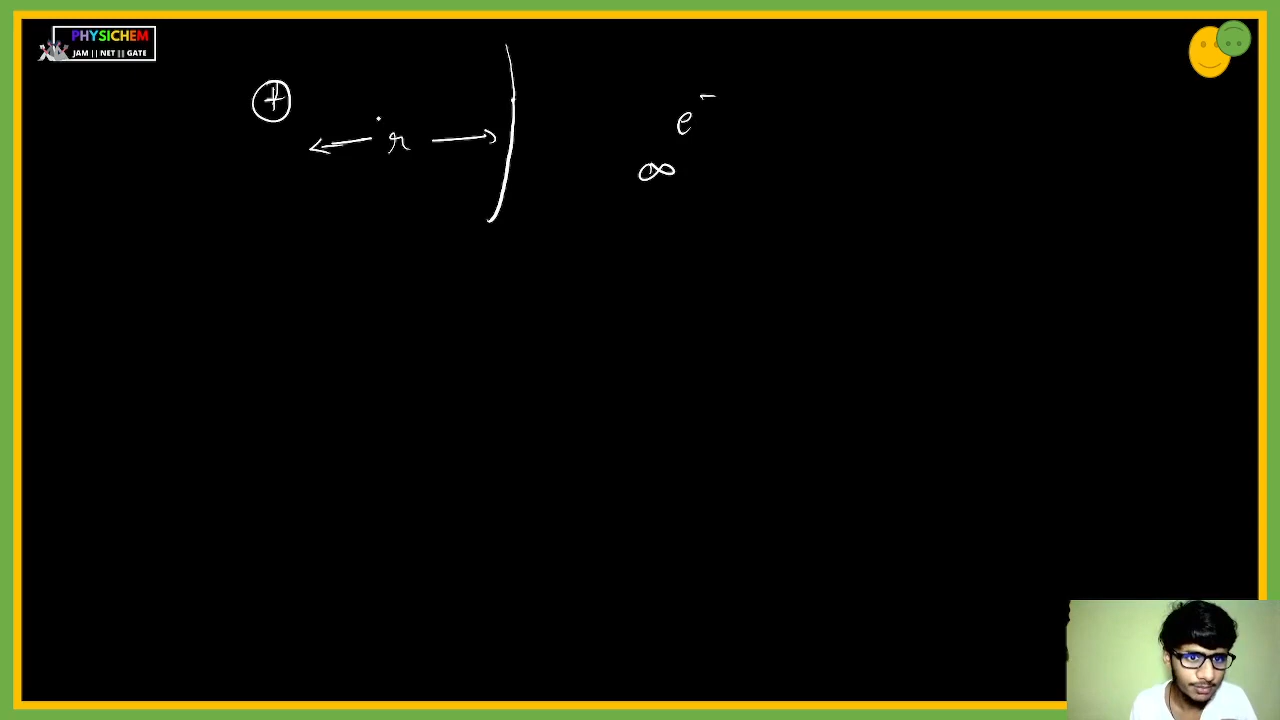 PHYSICHEM
JAM || NET || GATE
+
r
e⁻
∞